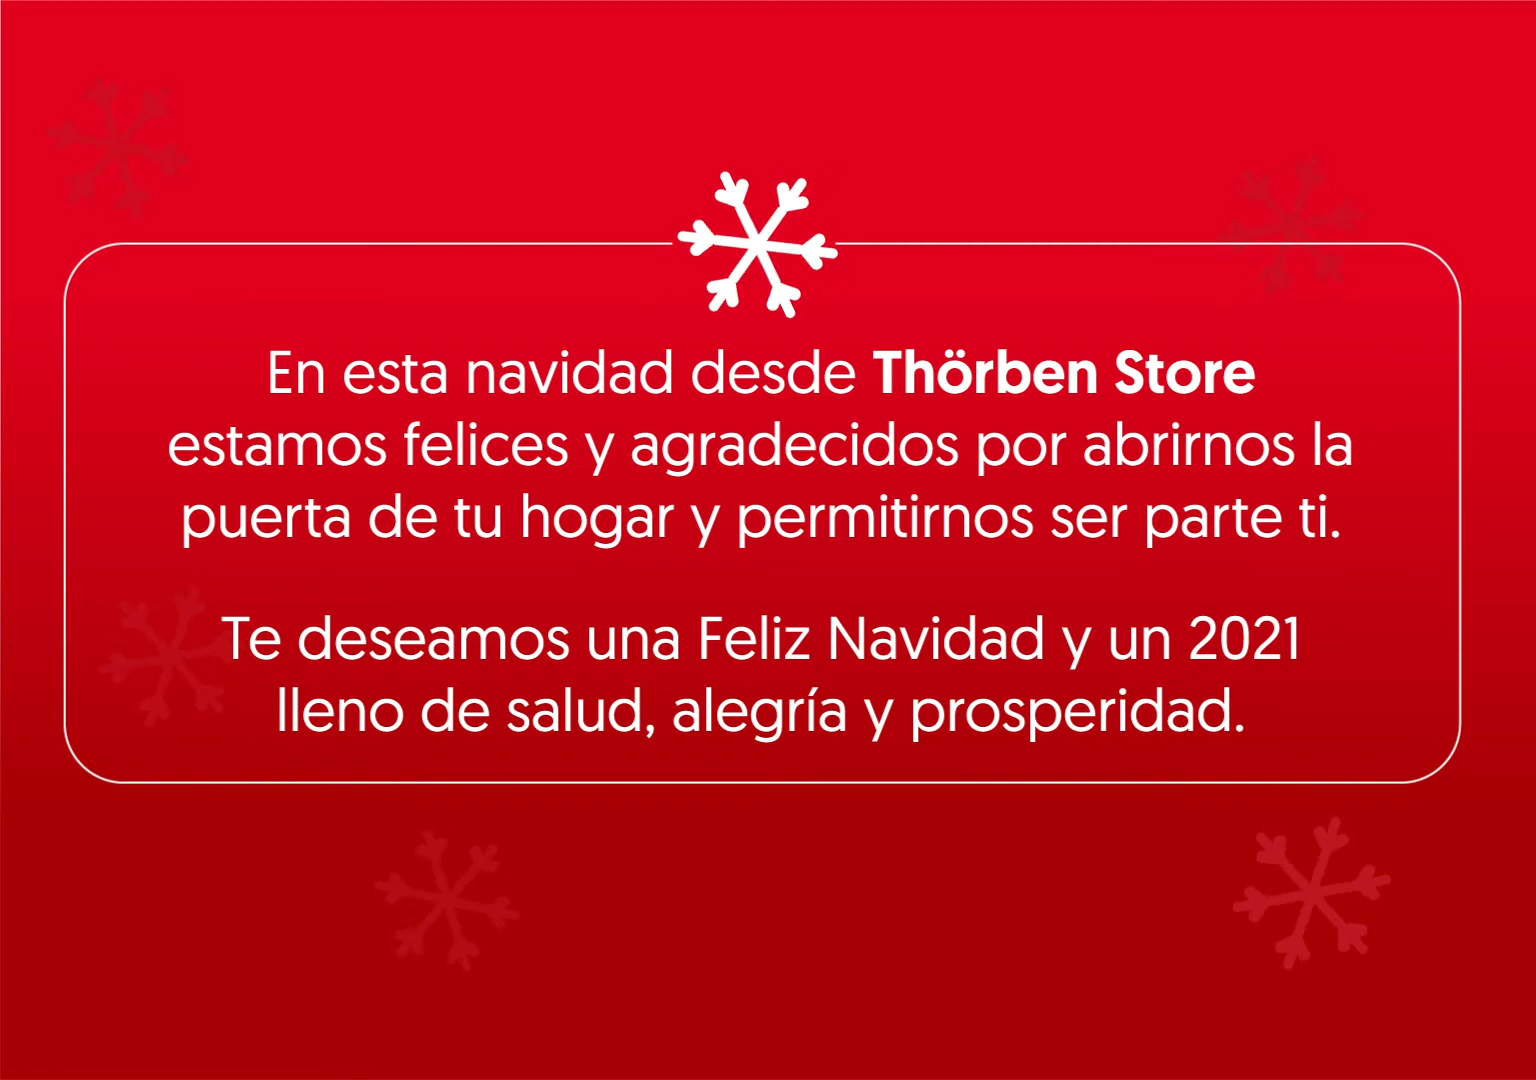 En esta navidad desde Thörben Store
estamos felices y agradecidos por abrirnos la
puerta de tu hogar y permitirnos ser parte ti.
Te deseamos una Feliz Navidad y un 2021
lleno de salud, alegría y prosperidad.